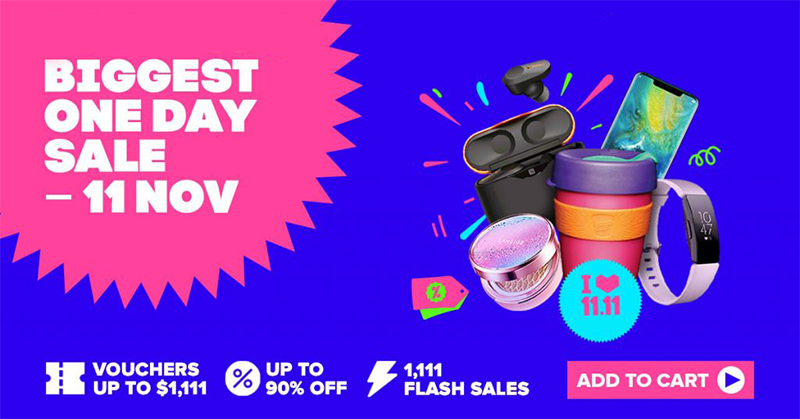 BIGGEST
ONE DAY
SALE
– 11 NOV
I ♥
11.11
VOUCHERS
UP TO $1,111
UP TO
90% OFF
1,111
FLASH SALES
ADD TO CART